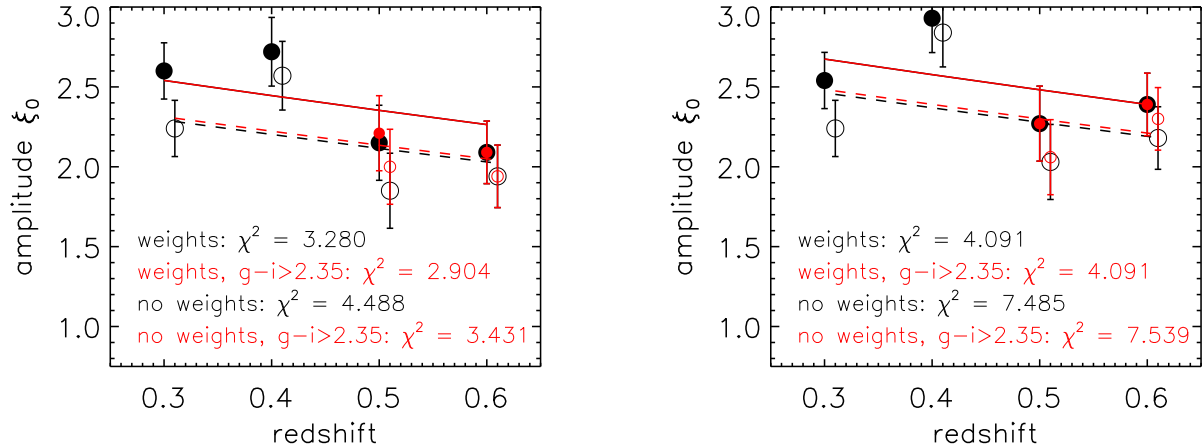 3.0
2.5
2.0
1.5
1.0
amplitude ξ₀
weights: χ² = 3.280
weights, g−i>2.35: χ² = 2.904
no weights: χ² = 4.488
no weights, g−i>2.35: χ² = 3.431
0.3 0.4 0.5 0.6
redshift
3.0
2.5
2.0
1.5
1.0
amplitude ξ₀
weights: χ² = 4.091
weights, g−i>2.35: χ² = 4.091
no weights: χ² = 7.485
no weights, g−i>2.35: χ² = 7.539
0.3 0.4 0.5 0.6
redshift